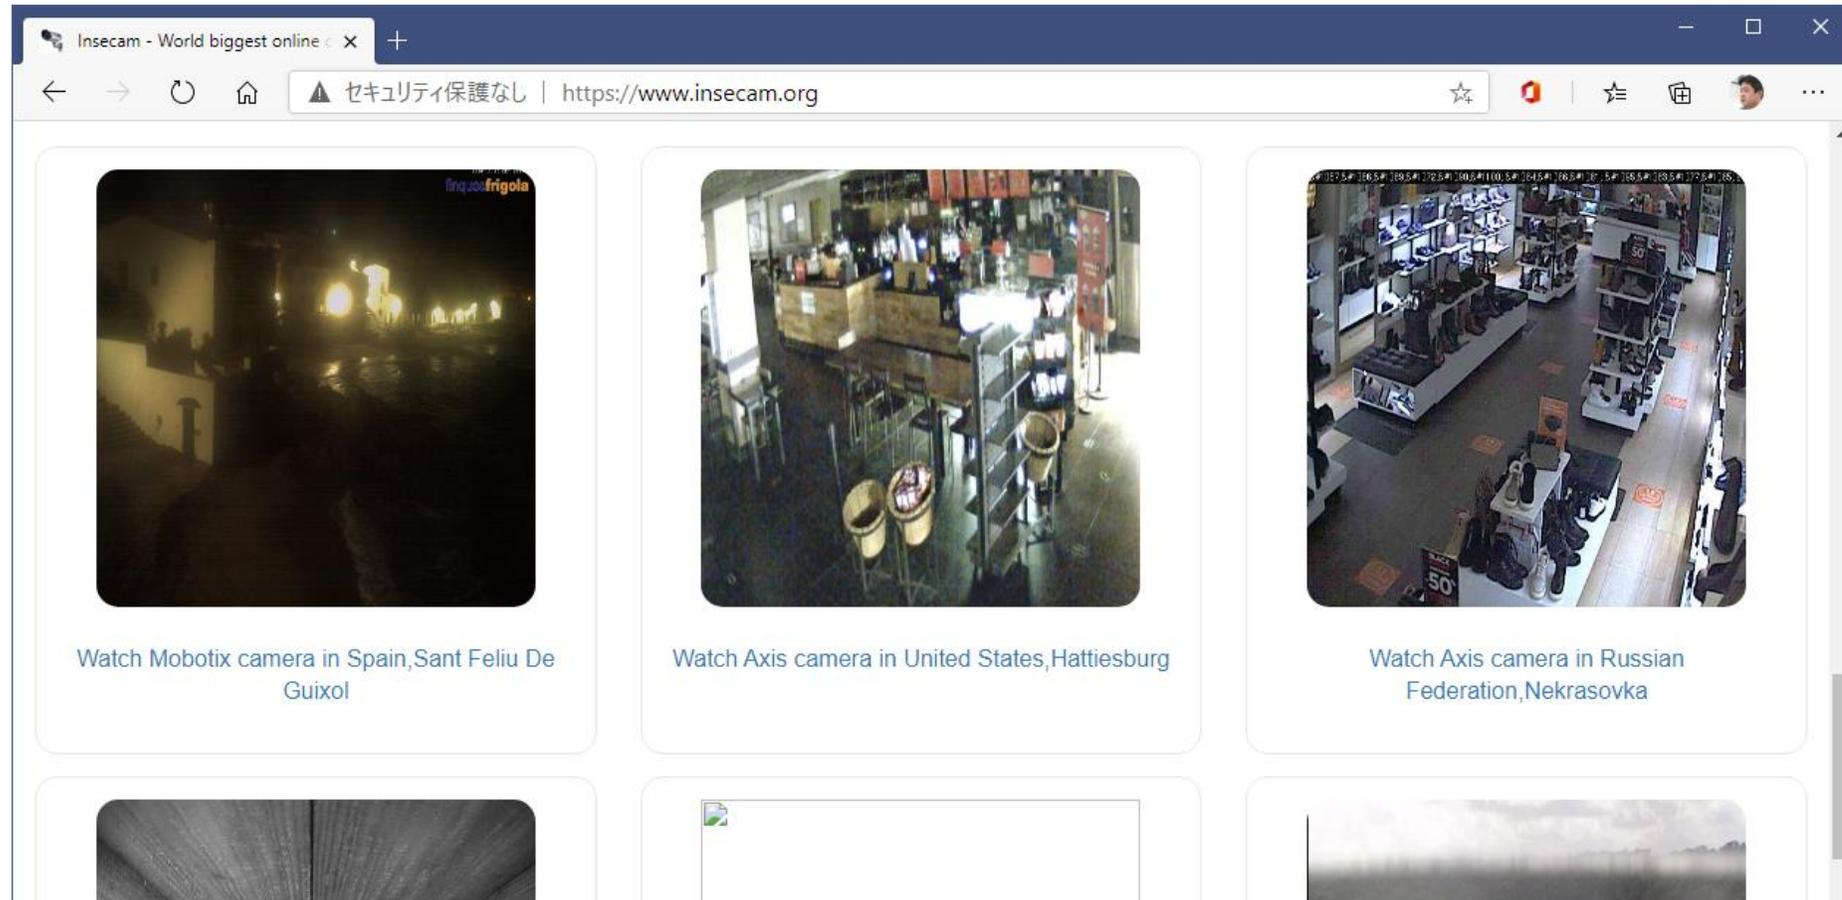 Insecam - World biggest online
セキュリティ保護なし | https://www.insecam.org
frigola
Watch Mobotix camera in Spain,Sant Feliu De
Guixol
Watch Axis camera in United States,Hattiesburg
50
BLACK
-50%
Watch Axis camera in Russian
Federation,Nekrasovka